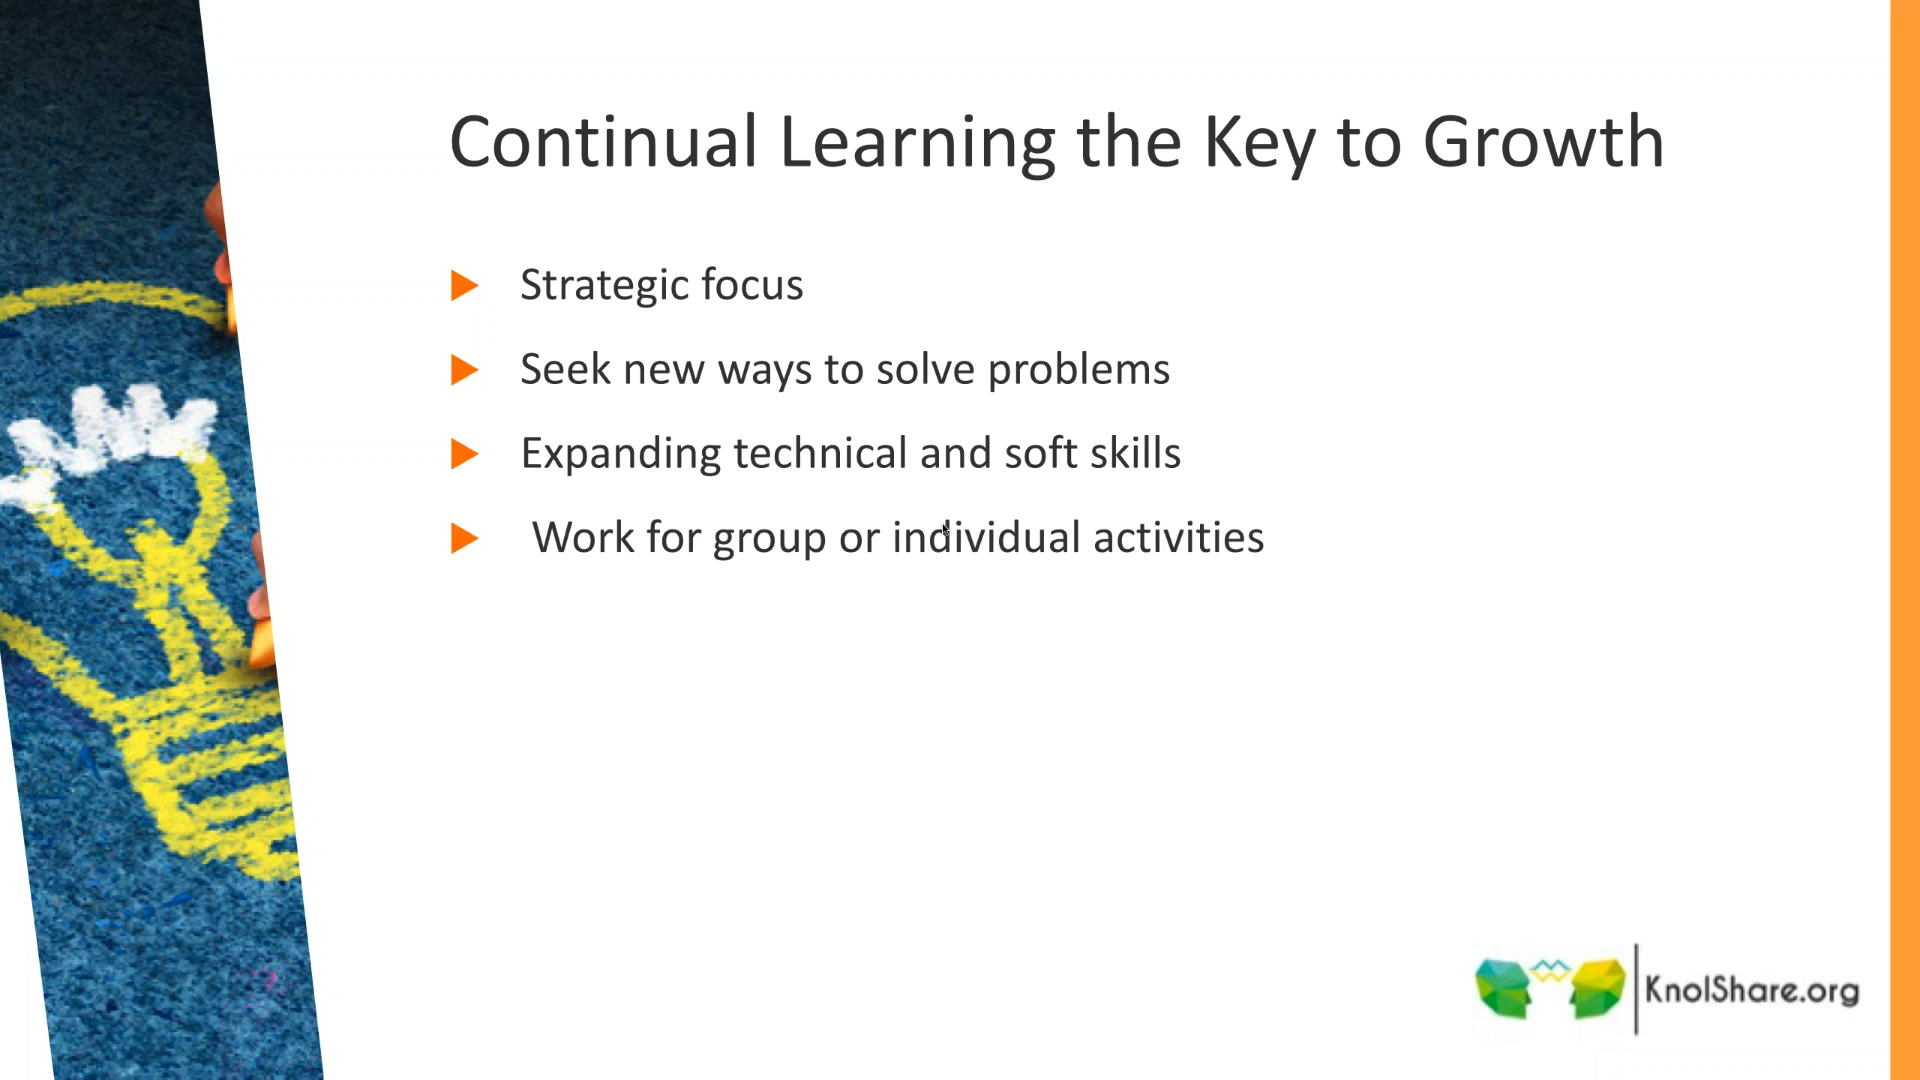 Continual Learning the Key to Growth
Strategic focus
Seek new ways to solve problems
Expanding technical and soft skills
Work for group or individual activities
KnolShare.org